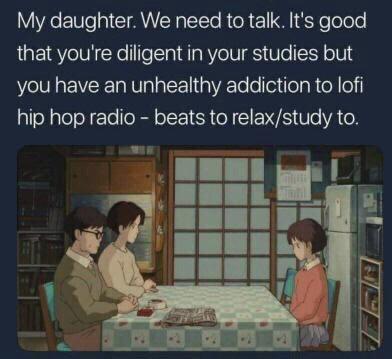 My daughter. We need to talk. It's good
that you're diligent in your studies but
you have an unhealthy addiction to lofi
hip hop radio - beats to relax/study to.